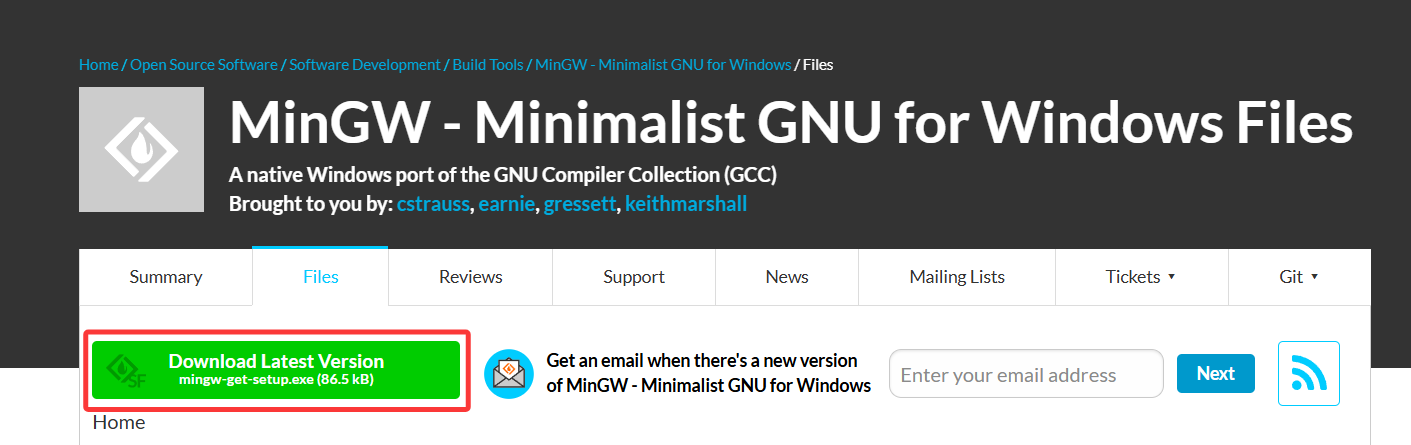 Home / Open Source Software / Software Development / Build Tools / MinGW - Minimalist GNU for Windows / Files
MinGW - Minimalist GNU for Windows Files
A native Windows port of the GNU Compiler Collection (GCC)
Brought to you by: cstrauss, earnie, gressett, keithmarshall
Summary Files Reviews Support News Mailing Lists Tickets ▼ Git ▼
Download Latest Version
mingw-get-setup.exe (86.5 kB)
SF
Get an email when there's a new version
of MinGW - Minimalist GNU for Windows
Enter your email address
Next
Home